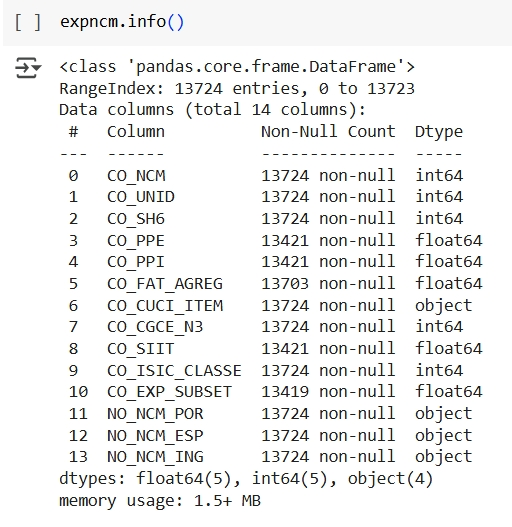 [ ] expncm.info()
<class 'pandas.core.frame.DataFrame'>
RangeIndex: 13724 entries, 0 to 13723
Data columns (total 14 columns):
 #   Column         Non-Null Count  Dtype
---  ------         --------------  -----
 0   CO_NCM         13724 non-null  int64
 1   CO_UNID        13724 non-null  int64
 2   CO_SH6         13724 non-null  int64
 3   CO_PPE         13421 non-null  float64
 4   CO_PPI         13421 non-null  float64
 5   CO_FAT_AGREG   13703 non-null  float64
 6   CO_CUCI_ITEM   13724 non-null  object
 7   CO_CGCE_N3     13724 non-null  int64
 8   CO_SIIT        13421 non-null  float64
 9   CO_ISIC_CLASSE 13724 non-null  int64
 10  CO_EXP_SUBSET  13419 non-null  float64
 11  NO_NCM_POR     13724 non-null  object
 12  NO_NCM_ESP     13724 non-null  object
 13  NO_NCM_ING     13724 non-null  object
dtypes: float64(5), int64(5), object(4)
memory usage: 1.5+ MB